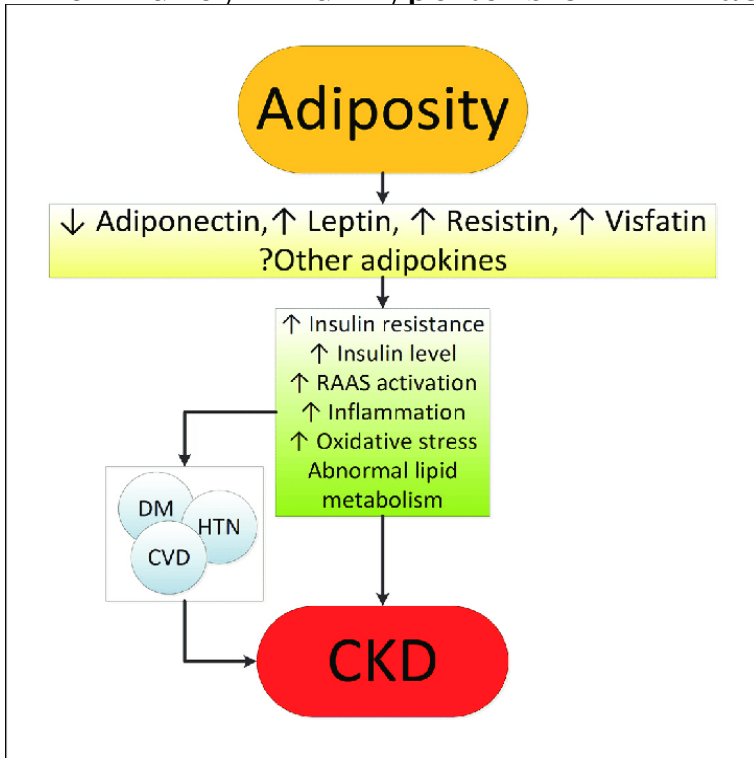 Adiposity
↓ Adiponectin, ↑ Leptin, ↑ Resistin, ↑ Visfatin
?Other adipokines
↑ Insulin resistance
↑ Insulin level
↑ RAAS activation
↑ Inflammation
↑ Oxidative stress
Abnormal lipid
metabolism
DM
HTN
CVD
CKD